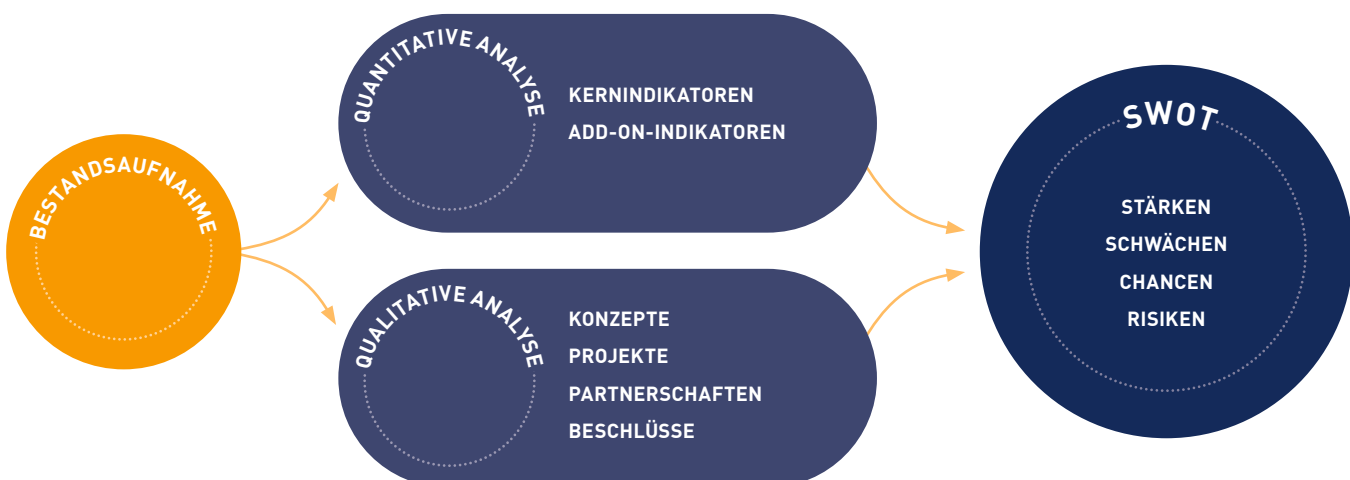 BESTANDSAUFNAHME
QUANTITATIVE ANALYSE
KERNINDIKATOREN
ADD-ON-INDIKATOREN
QUALITATIVE ANALYSE
KONZEPTE
PROJEKTE
PARTNERSCHAFTEN
BESCHLÜSSE
SWOT
STÄRKEN
SCHWÄCHEN
CHANCEN
RISIKEN